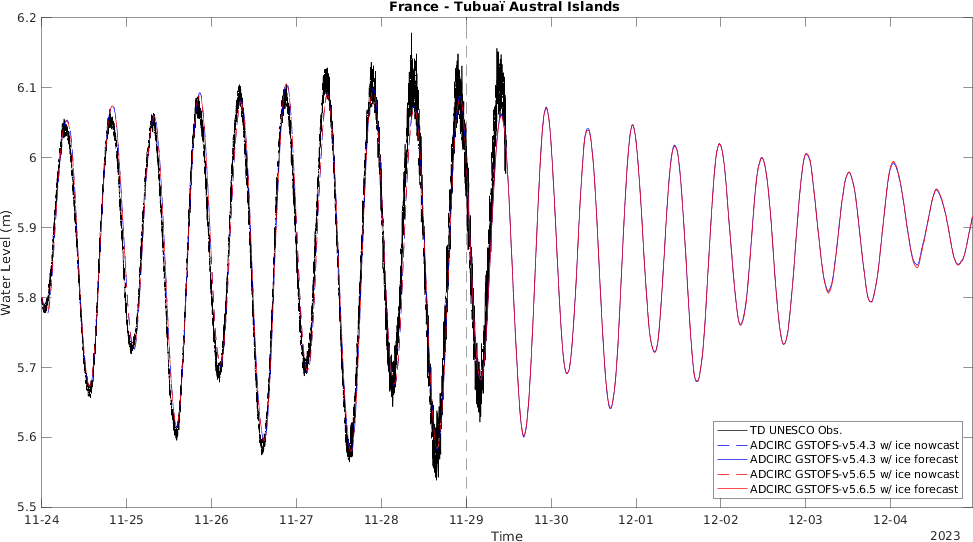 France - Tubuaï Austral Islands
6.2
6.1
6
5.9
5.8
5.7
5.6
5.5
Water Level (m)
11-24
11-25
11-26
11-27
11-28
11-29
11-30
12-01
12-02
12-03
12-04
Time
2023
TD UNESCO Obs.
ADCIRC GSTOFS-v5.4.3 w/ ice nowcast
ADCIRC GSTOFS-v5.4.3 w/ ice forecast
ADCIRC GSTOFS-v5.6.5 w/ ice nowcast
ADCIRC GSTOFS-v5.6.5 w/ ice forecast